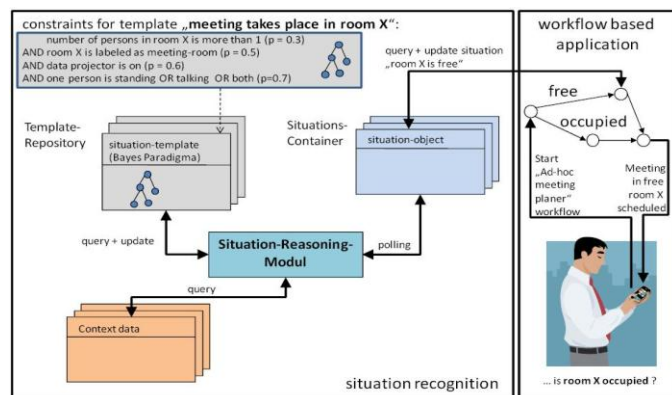 constraints for template „meeting takes place in room X“:
number of persons in room X is more than 1 (p = 0.3)
AND room X is labeled as meeting-room (p = 0.5)
AND data projector is on (p = 0.6)
AND one person is standing OR talking OR both (p=0.7)
Template-
Repository
situation-template
(Bayes Paradigma)
Situations-
Container
situation-object
query + update situation
„room X is free“
query + update
Situation-Reasoning-
Modul
polling
query
Context data
situation recognition
workflow based
application
free
occupied
Start
„Ad-hoc
meeting
planer“
workflow
Meeting
in free
room X
scheduled
... is room X occupied ?